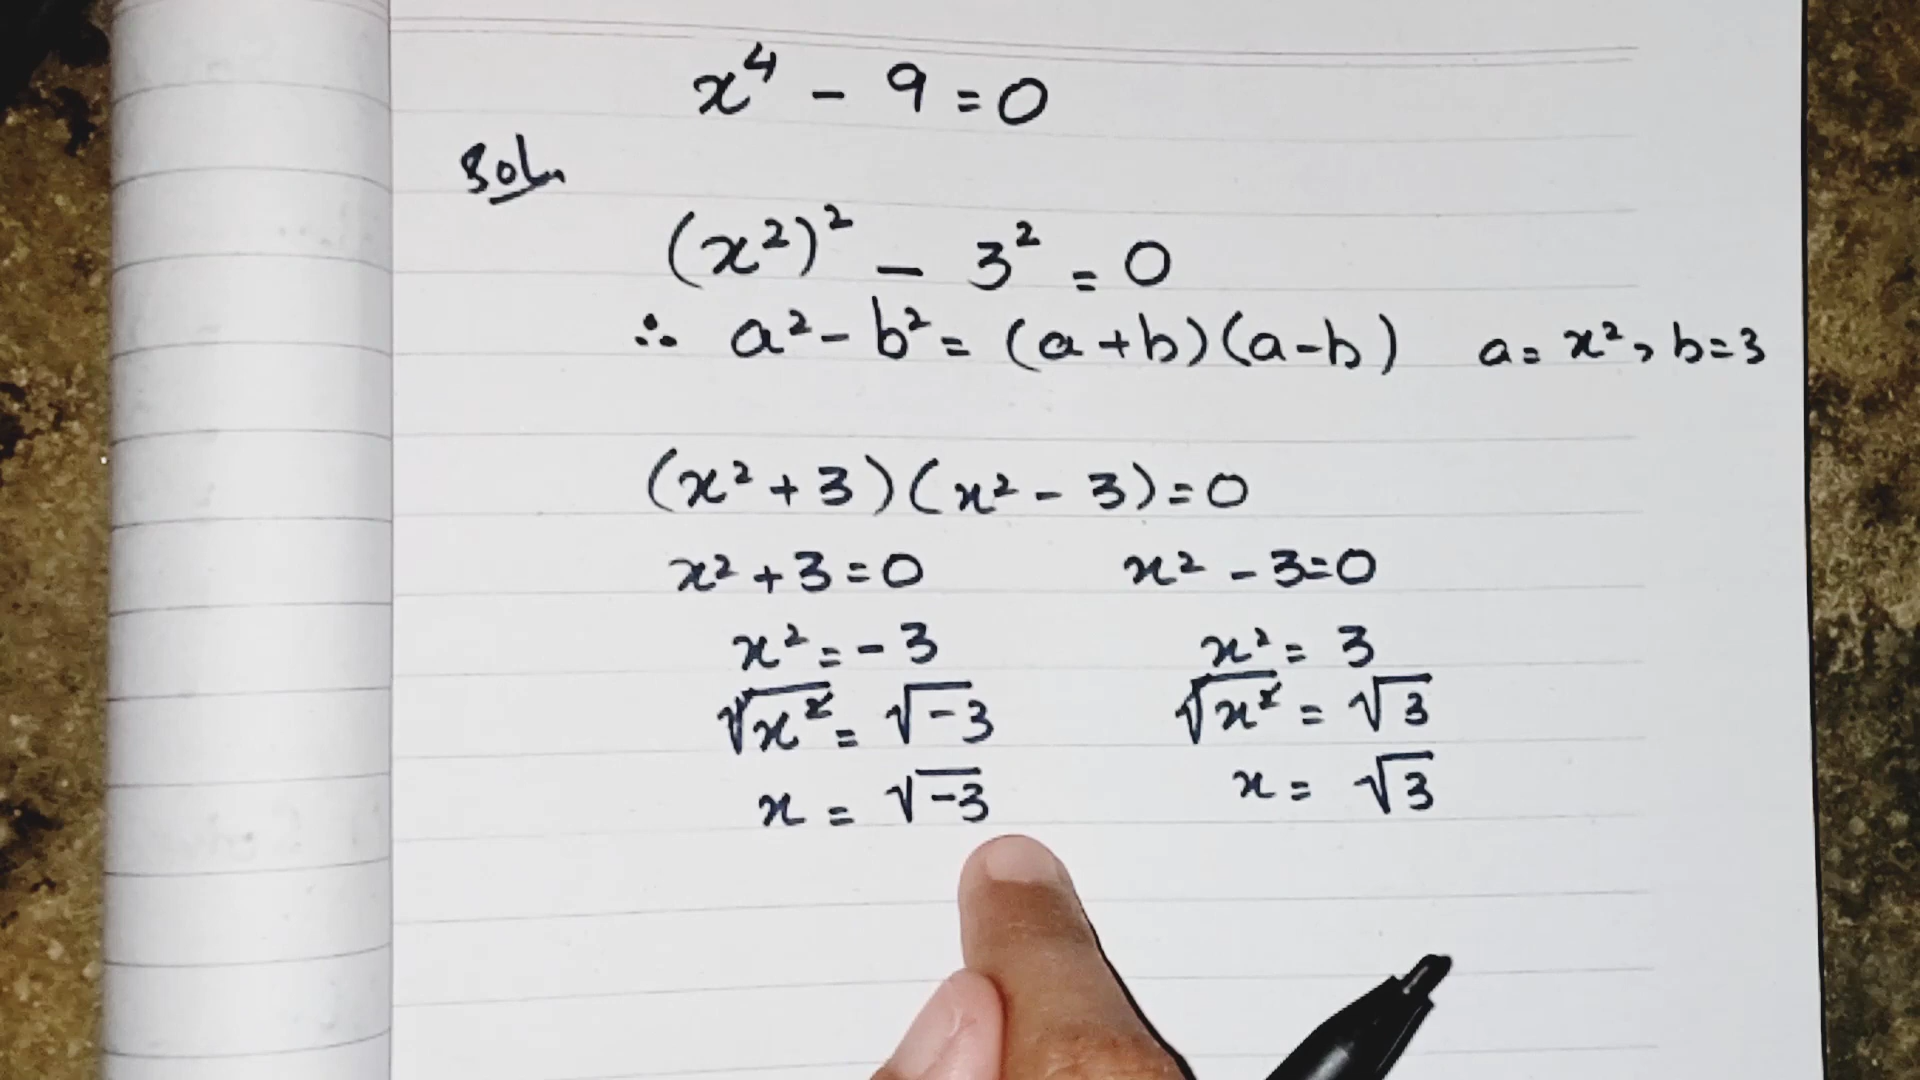 x⁴ - 9 = 0
Soln
(x²)² - 3² = 0
∴ a² - b² = (a+b)(a-b) a = x², b = 3
(x² + 3)(x² - 3) = 0
x² + 3 = 0 x² - 3 = 0
x² = -3 x² = 3
√x² = √-3 √x² = √3
x = √-3 x = √3